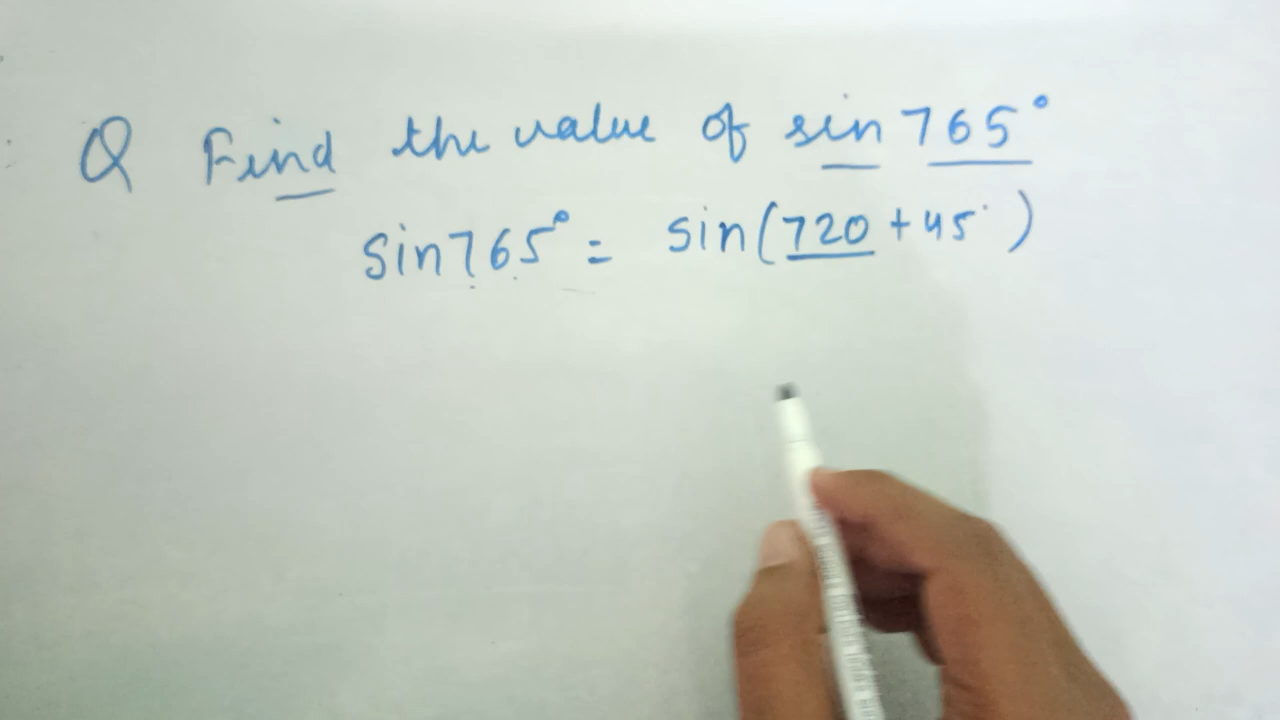 Q Find the value of sin 765°
sin765° = sin(720 + 45°)